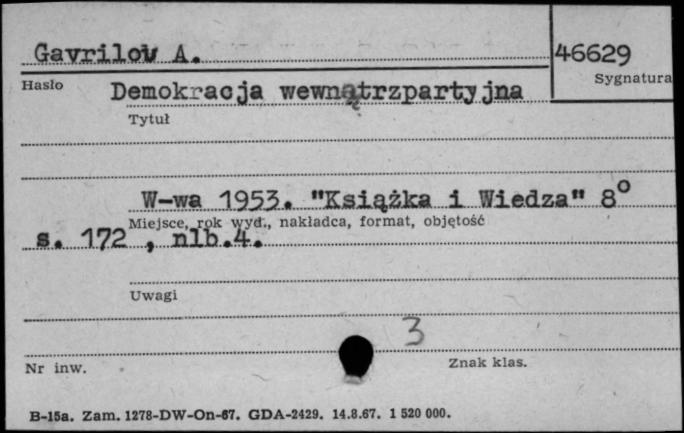 Gavrilov A.
46629
Hasło
Sygnatura
Demokracja wewnątrzpartyjna
Tytuł
W-wa 1953. "Książka i Wiedza" 8°
Miejsce, rok wyd., nakładca, format, objętość
s. 172 , nlb.4.
Uwagi
3
Nr inw.
Znak klas.
B-15a. Zam. 1278-DW-On-67. GDA-2429. 14.8.67. 1 520 000.